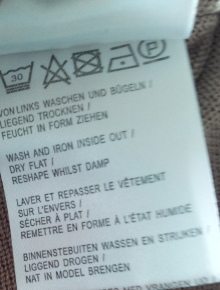 30
P
VON LINKS WASCHEN UND BÜGELN /
LIEGEND TROCKNEN /
FEUCHT IN FORM ZIEHEN
WASH AND IRON INSIDE OUT /
DRY FLAT /
RESHAPE WHILST DAMP
LAVER ET REPASSER LE VÊTEMENT
SUR L'ENVERS /
SÉCHER À PLAT /
REMETTRE EN FORME À L'ÉTAT HUMIDE
BINNENSTEBUITEN WASSEN EN STRIJKEN /
LIGGEND DROGEN /
NAT IN MODEL BRENGEN